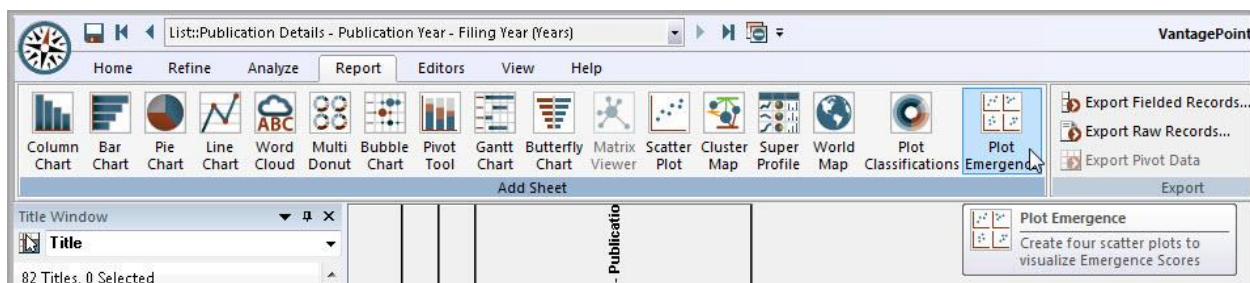 List::Publication Details - Publication Year - Filing Year (Years)
VantagePoint
Home Refine Analyze Report Editors View Help
ABC
Column Chart
Bar Chart
Pie Chart
Line Chart
Word Cloud
Multi Donut
Bubble Chart
Pivot Tool
Gantt Chart
Butterfly Chart
Matrix Viewer
Scatter Plot
Cluster Map
Super Profile
World Map
Plot Classifications
Plot Emergence
Add Sheet
Export Fielded Records...
Export Raw Records...
Export Pivot Data
Export
Title Window
Title
82 Titles, 0 Selected
- Publicatio
Plot Emergence
Create four scatter plots to
visualize Emergence Scores